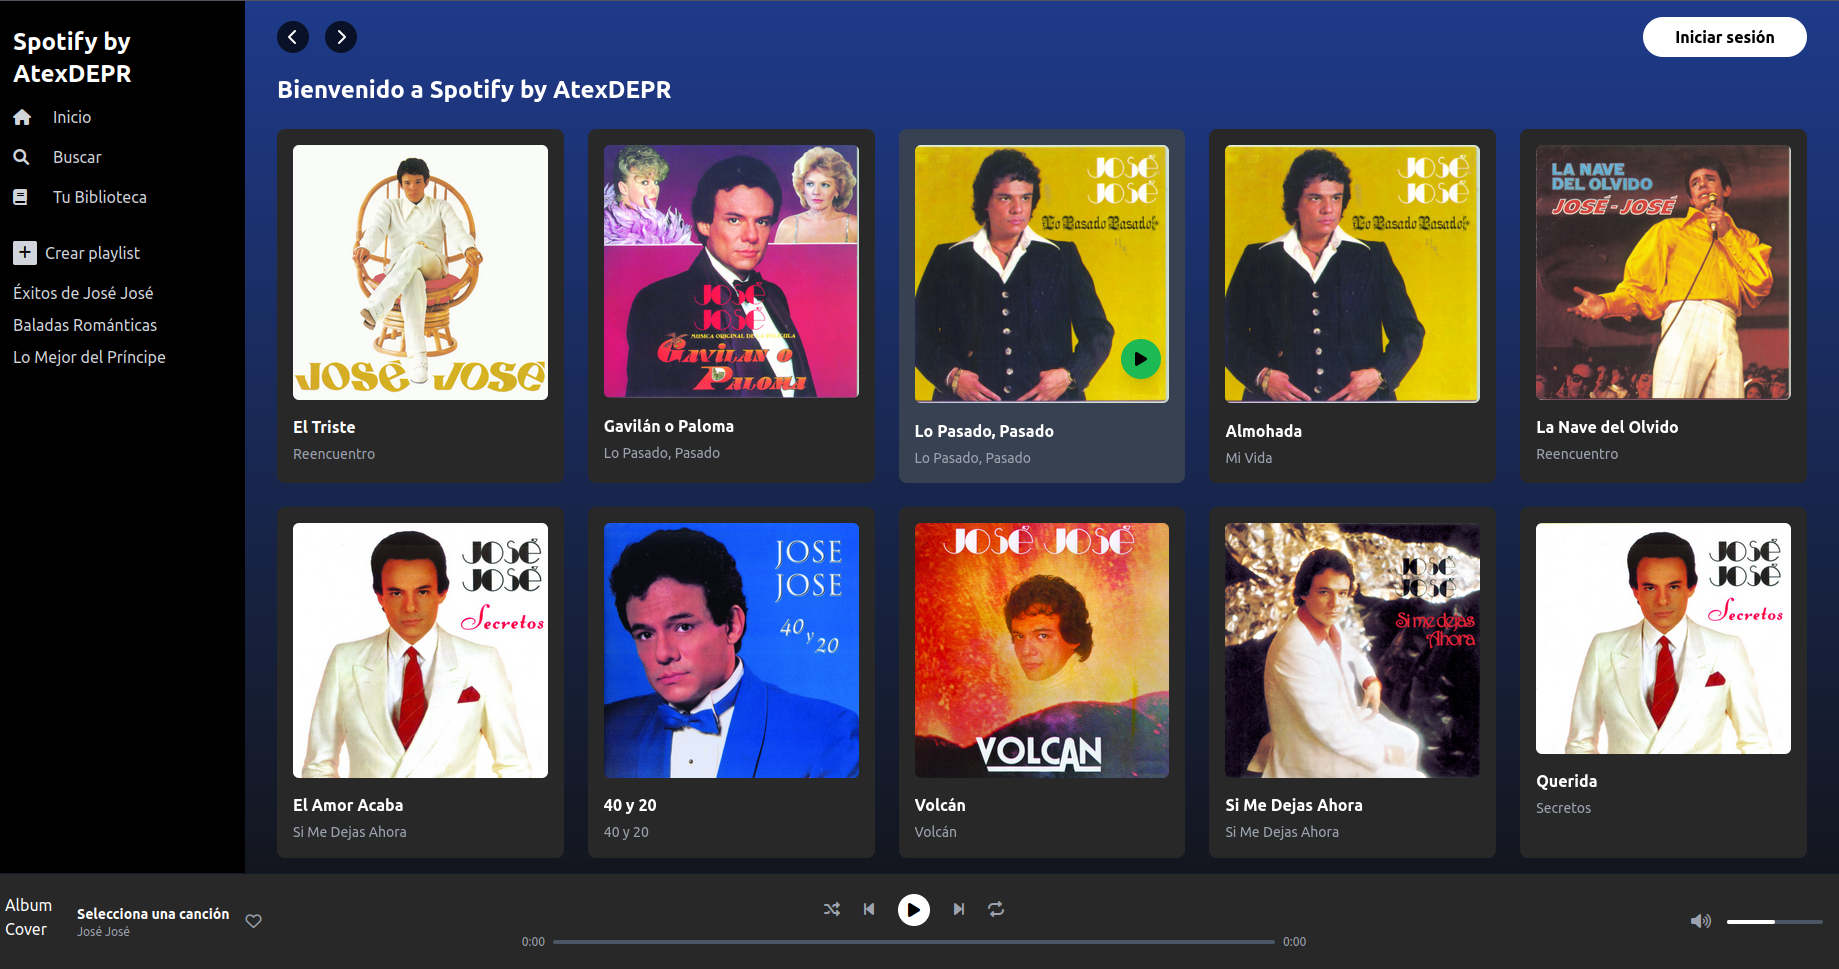 Spotify by
AtexDEPR
Inicio
Buscar
Tu Biblioteca
Crear playlist
Éxitos de José José
Baladas Románticas
Lo Mejor del Príncipe
Iniciar sesión
Bienvenido a Spotify by AtexDEPR
JOSÉ JOSÉ
El Triste
Reencuentro
JOSÉ
JOSÉ
MUSICA ORIGINAL DE LA PELICULA
Gavilan o
Paloma
Gavilán o Paloma
Lo Pasado, Pasado
JOSÉ
JOSÉ
Lo Pasado Pasado
Lo Pasado, Pasado
Lo Pasado, Pasado
JOSÉ
JOSÉ
Lo Pasado Pasado
Almohada
Mi Vida
LA NAVE
DEL OLVIDO
JOSÉ-JOSÉ
La Nave del Olvido
Reencuentro
JOSÉ
JOSÉ
Secretos
El Amor Acaba
Si Me Dejas Ahora
JOSE
JOSE
40 y 20
40 y 20
40 y 20
JOSÉ JOSÉ
VOLCAN
Volcán
Volcán
JOSÉ
JOSÉ
Si me dejas
Ahora
Si Me Dejas Ahora
Si Me Dejas Ahora
JOSÉ
JOSÉ
Secretos
Querida
Secretos
Album
Cover
Selecciona una canción
José José
0:00
0:00